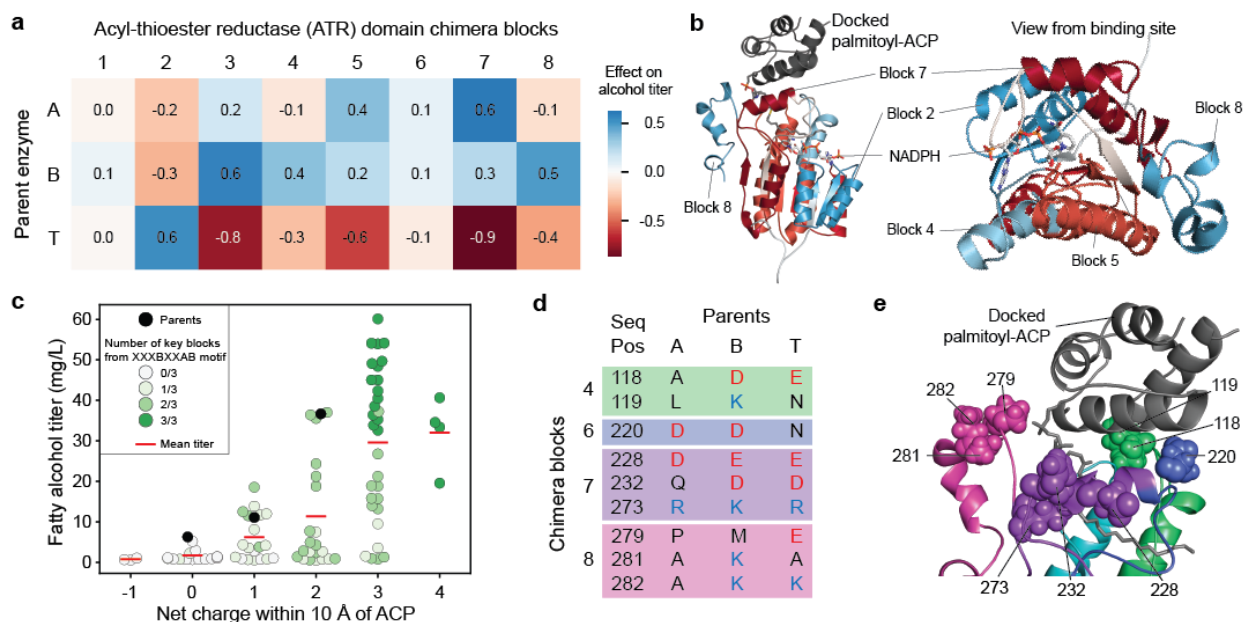 a
Acyl-thioester reductase (ATR) domain chimera blocks
1 2 3 4 5 6 7 8
Parent enzyme
A 0.0 -0.2 0.2 -0.1 0.4 0.1 0.6 -0.1
B 0.1 -0.3 0.6 0.4 0.2 0.1 0.3 0.5
T 0.0 0.6 -0.8 -0.3 -0.6 -0.1 -0.9 -0.4
Effect on
alcohol titer
0.5
0.0
-0.5
b
Docked
palmitoyl-ACP
View from binding site
Block 7
Block 2
Block 8
NADPH
Block 8
Block 4
Block 5
c
Fatty alcohol titer (mg/L)
60
50
40
30
20
10
0
Parents
Number of key blocks
from XXXBXXAB motif
0/3
1/3
2/3
3/3
Mean titer
-1 0 1 2 3 4
Net charge within 10 Å of ACP
d
Seq
Pos
Parents
A B T
Chimera blocks
4
118 A D E
119 L K N
6
220 D D N
7
228 D E E
232 Q D D
273 R K R
8
279 P M E
281 A K A
282 A K K
e
Docked
palmitoyl-ACP
279
282
119
118
281
220
273
232
228